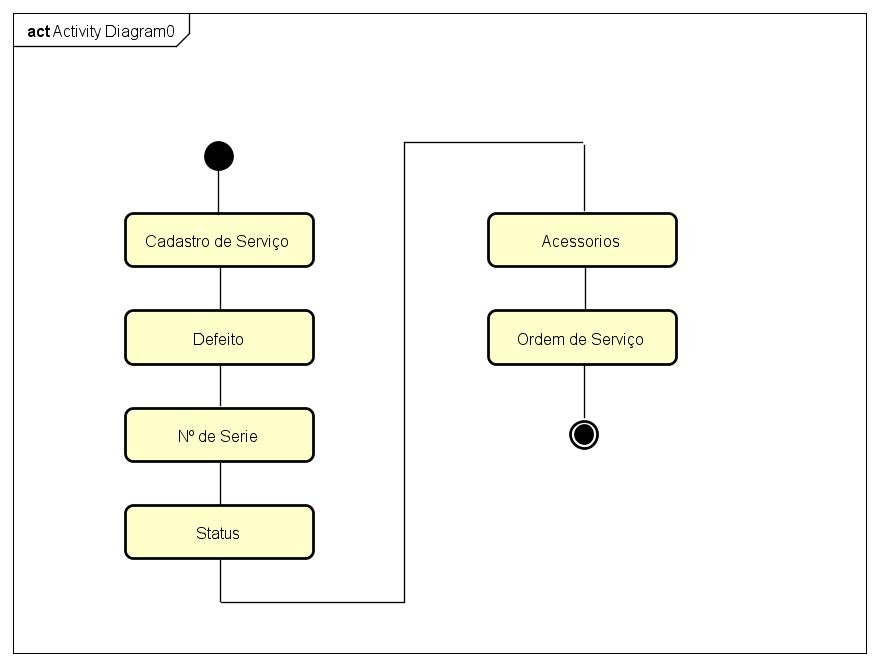 act Activity Diagram0
Cadastro de Serviço
Defeito
Nº de Serie
Status
Acessorios
Ordem de Serviço